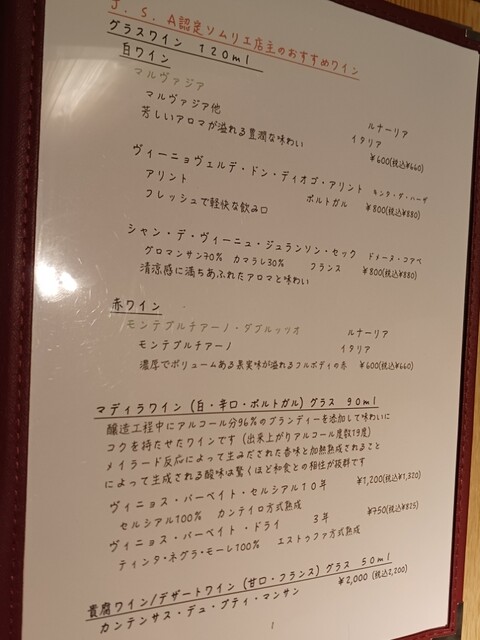 J. S. A認定ソムリエ店主のおすすめワイン
グラスワイン 120ml
白ワイン
マルヴァジア ルナーリア
マルヴァジア他 イタリア
芳しいアロマが溢れる豊潤な味わい ¥600(税込¥660)
ヴィーニョヴェルデ・ドン・ディオゴ・アリント モンテ・ダ・ハーザ
アリント ポルトガル ¥800(税込¥880)
フレッシュで軽快な飲み口
シャン・デ・ヴィーニュ・ジュランソン・セック ドメーヌ・コアペ
グロマンサン70% カマラレ30% フランス ¥800(税込¥880)
清涼感に満ちあふれたアロマと味わい
赤ワイン
モンテプルチアーノ・ダブルッツオ ルナーリア
モンテプルチアーノ イタリア
濃厚でボリュームある果実味が溢れるフルボディの赤 ¥600(税込¥660)
マディラワイン (白・辛口・ポルトガル) グラス 90ml
醸造工程中にアルコール分96%のブランディーを添加して味わいに
コクを持たせたワインです (出来上がりアルコール度数19度)
メイラード反応によって生みだされた香味と加熱熟成されること
によって生成される酸味は驚くほど和食との相性が抜群です
ヴィニョス・バーベイト・セルシアル10年 ¥1,200(税込¥1,320)
セルシアル100% カンテイロ方式熟成
ヴィニョス・バーベイト・ドライ 3年 ¥750(税込¥825)
ティンタ・ネグラ・モーレ100% エストゥファ方式熟成
貴腐ワイン/デザートワイン (甘口・フランス) グラス 50ml
カンテンサス・デュ・プティ・マンサン ¥2,000 (税込2,200)